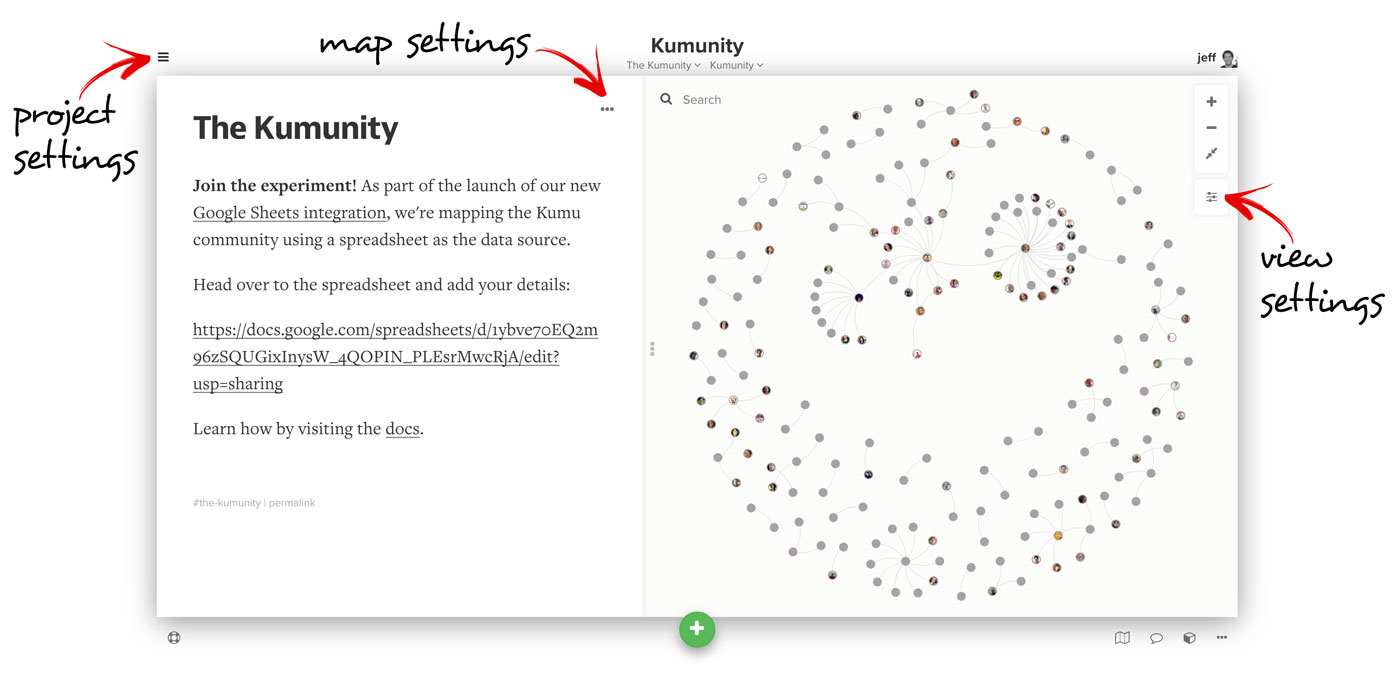 map settings
Kumunity
The Kumunity Kumunity
jeff
project
settings
Search
The Kumunity
Join the experiment! As part of the launch of our new
Google Sheets integration, we're mapping the Kumu
community using a spreadsheet as the data source.
Head over to the spreadsheet and add your details:
https://docs.google.com/spreadsheets/d/1ybve70EQ2m
96zSQUGixInysW_4QOPIN_PLEsrMwcRjA/edit?
usp=sharing
Learn how by visiting the docs.
#the-kumunity | permalink
view
settings